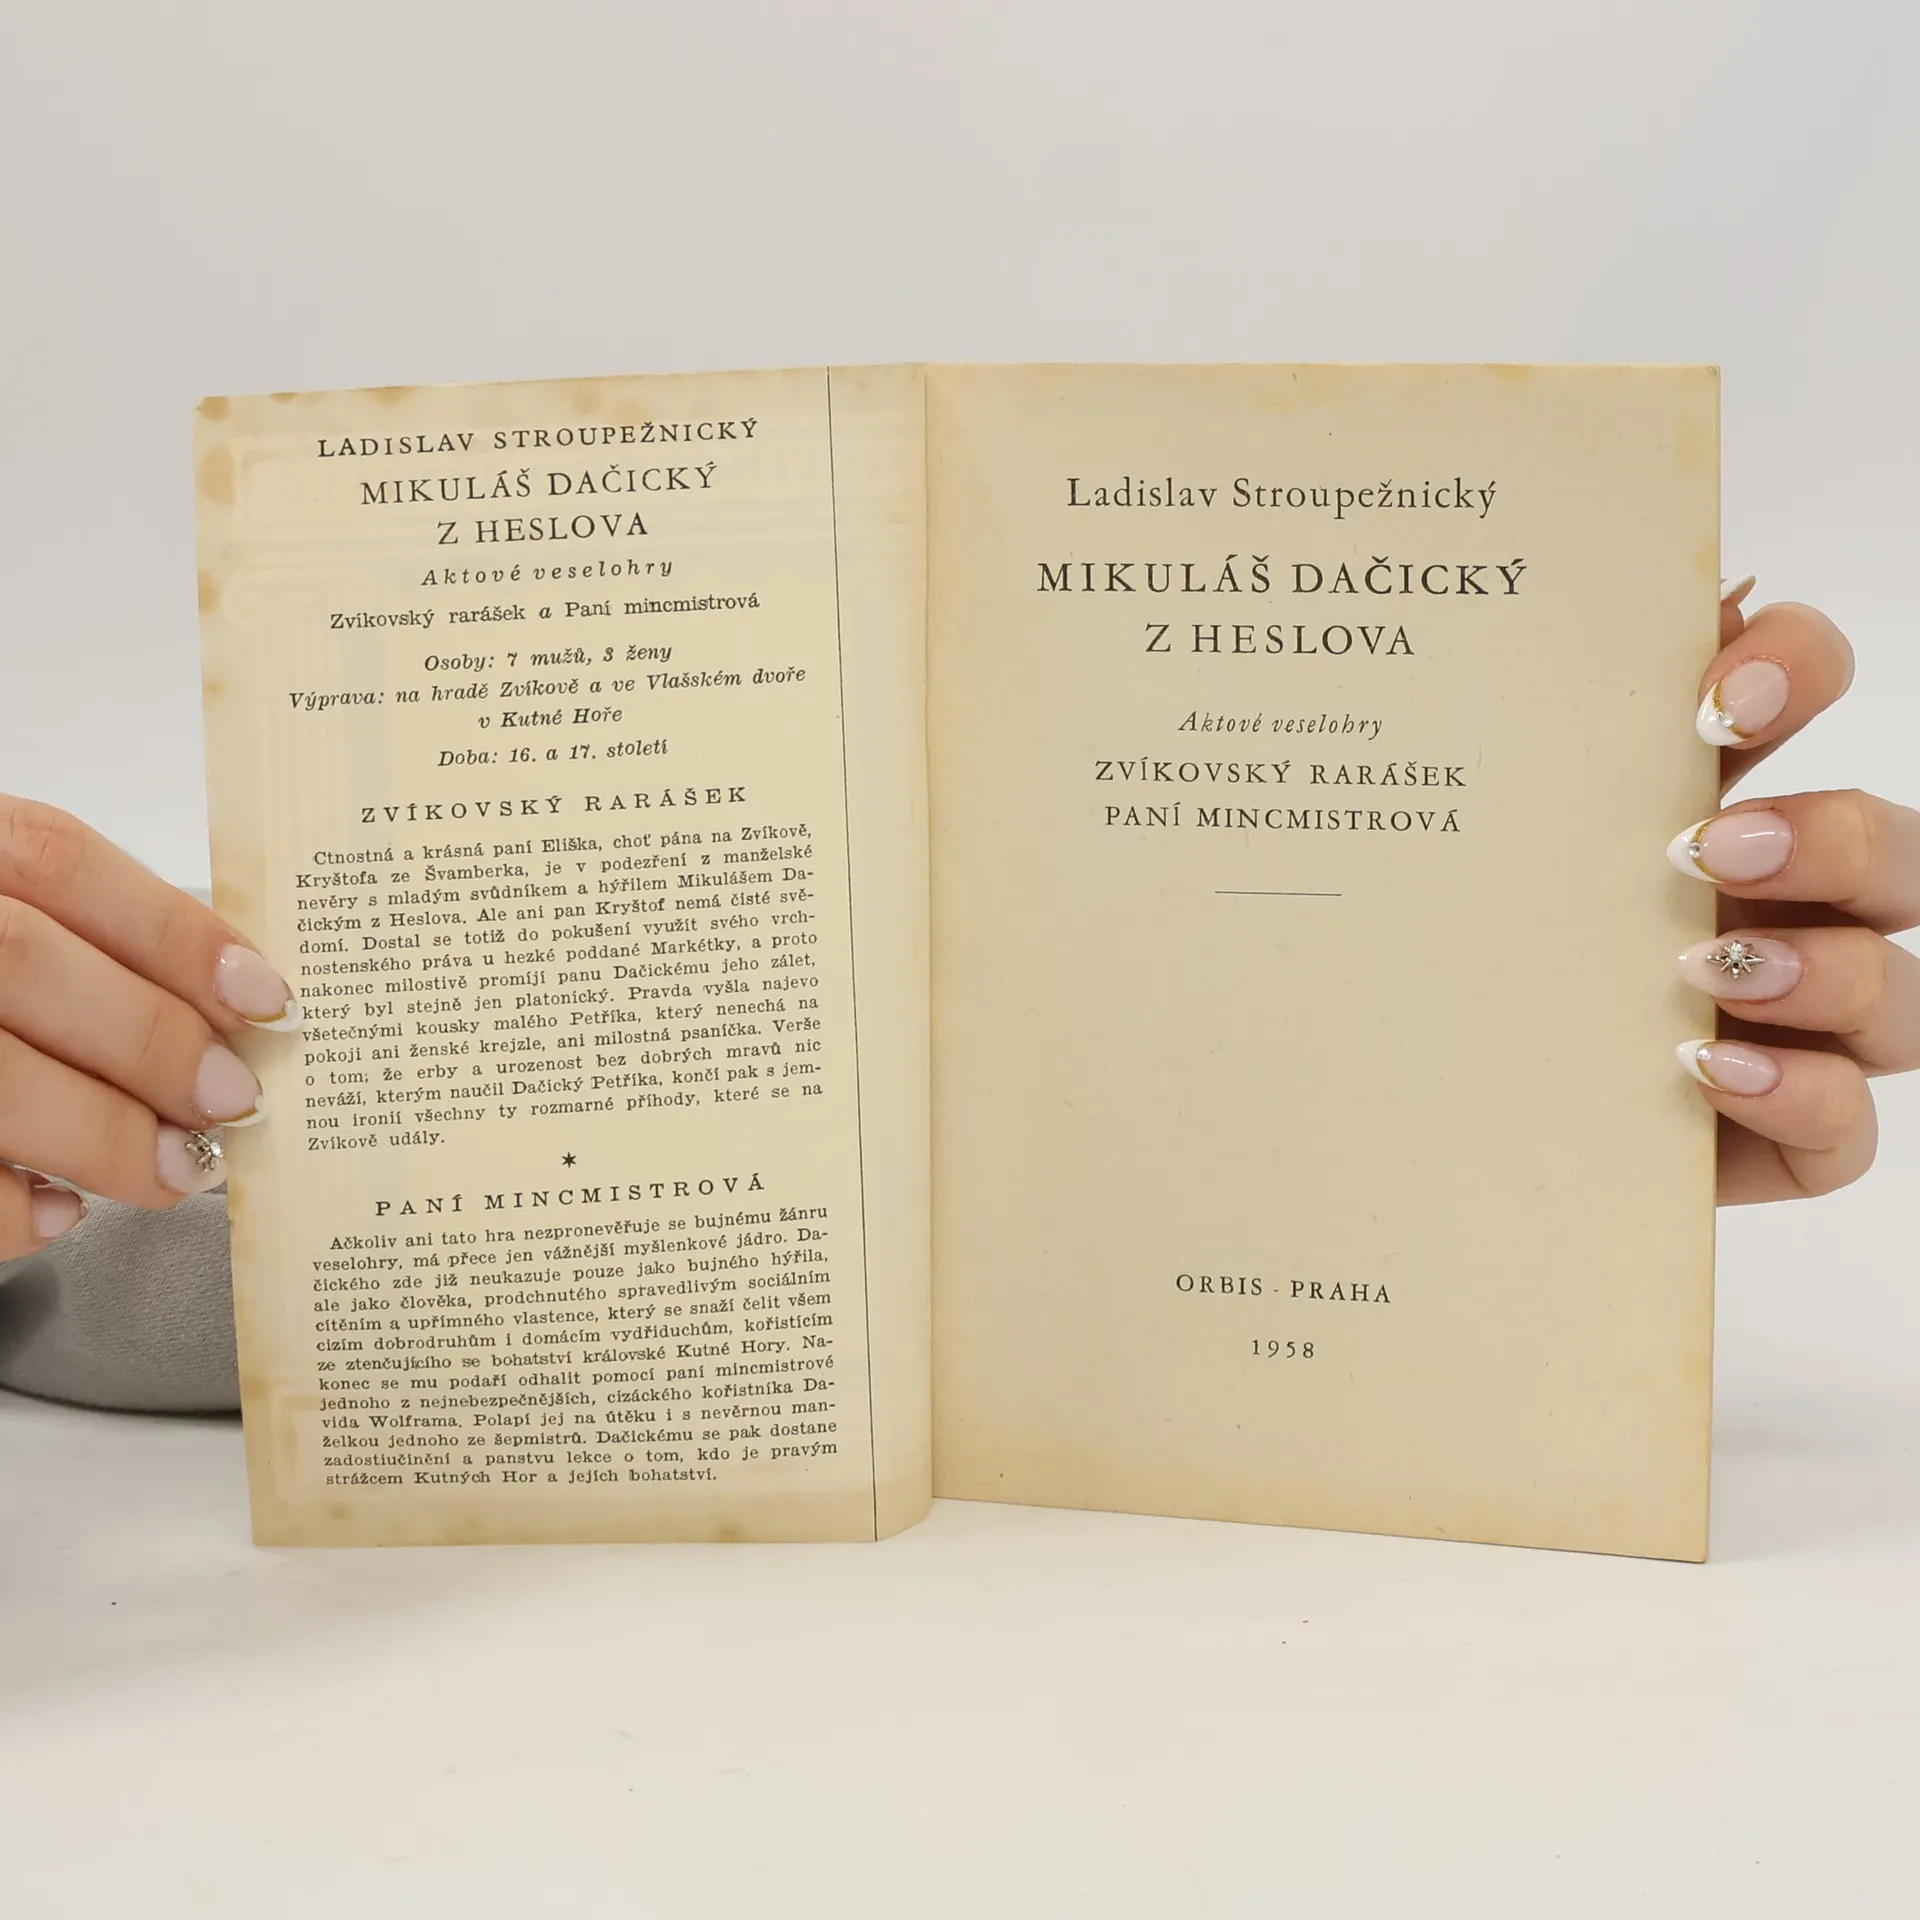 LADISLAV STROUPEŽNICKÝ
MIKULÁŠ DAČICKÝ
Z HESLOVA
Aktové veselohry
Zvíkovský rarášek a Paní mincmistrová
Osoby: 7 mužů, 3 ženy
Výprava: na hradě Zvíkově a ve Vlašském dvoře
v Kutné Hoře
Doba: 16. a 17. století
ZVÍKOVSKÝ RARÁŠEK
Ctnostná a krásná paní Eliška, choť pána na Zvíkově,
Kryštofa ze Švamberka, je v podezření z manželské
nevěry s mladým svůdníkem a hýřilem Mikulášem Da-
čickým z Heslova. Ale ani pan Kryštof nemá čisté svě-
domí. Dostal se totiž do pokušení využít svého vrch-
nostenského práva u hezké poddané Markétky, a proto
nakonec milostivě promíjí panu Dačickému jeho zálet,
který byl stejně jen platonický. Pravda vyšla najevo
všetečnými kousky malého Petříka, který nenechá na
pokoji ani ženské krejzle, ani milostná psaníčka. Verše
o tom; že erby a urozenost bez dobrých mravů nic
neváží, kterým naučil Dačický Petříka, končí pak s jem-
nou ironií všechny ty rozmarné příhody, které se na
Zvíkově udály.
*
PANÍ MINCMISTROVÁ
Ačkoliv ani tato hra nezpronevěřuje se bujnému žánru
veselohry, má přece jen vážnější myšlenkové jádro. Da-
čického zde již neukazuje pouze jako bujného hýřila,
ale jako člověka, prodchnutého spravedlivým sociálním
cítěním a upřímného vlastence, který se snaží čelit všem
cizím dobrodruhům i domácím vydřiduchům, kořistícím
ze ztenčujícího se bohatství královské Kutné Hory. Na-
konec se mu podaří odhalit pomocí paní mincmistrové
jednoho z nejnebezpečnějších, cizáckého kořistníka Da-
vida Wolframa. Polapí jej na útěku i s nevěrnou man-
želkou jednoho ze šepmistrů. Dačickému se pak dostane
zadostiučinění a panstvu lekce o tom, kdo je pravým
strážcem Kutných Hor a jejich bohatství.
Ladislav Stroupežnický
MIKULÁŠ DAČICKÝ
Z HESLOVA
Aktové veselohry
ZVÍKOVSKÝ RARÁŠEK
PANÍ MINCMISTROVÁ
ORBIS - PRAHA
1958